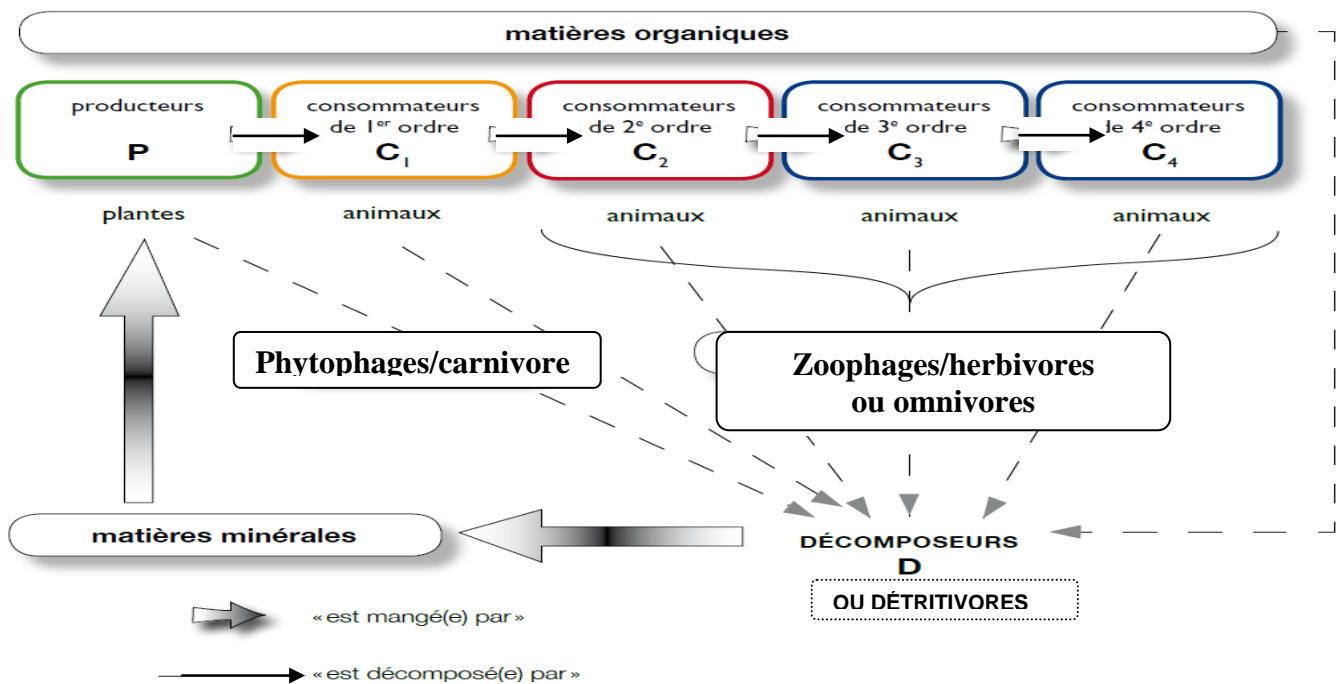 matières organiques
producteurs
P
consommateurs
de 1er ordre
C1
consommateurs
de 2e ordre
C2
consommateurs
de 3e ordre
C3
consommateurs
de 4e ordre
C4
plantes
animaux
animaux
animaux
animaux
Phytophages/carnivore
Zoophages/herbivores
ou omnivores
matières minérales
DÉCOMPOSEURS
D
OU DÉTRITIVORES
« est mangé(e) par »
« est décomposé(e) par »